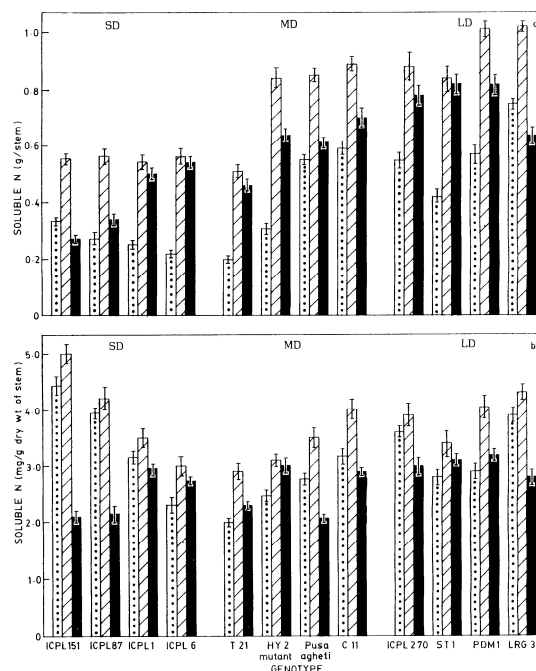 SD MD LD a
1·0
0·8
0·6
0·4
0·2
0
SOLUBLE N (g/stem)
SD MD LD b
5·0
4·0
3·0
2·0
1·0
0
SOLUBLE N (mg/g dry wt of stem)
ICPL151 ICPL87 ICPL1 ICPL 6 T 21 HY 2 Pusa C 11 ICPL 270 ST 1 PDM1 LRG 3
mutant agheti
GENOTYPE